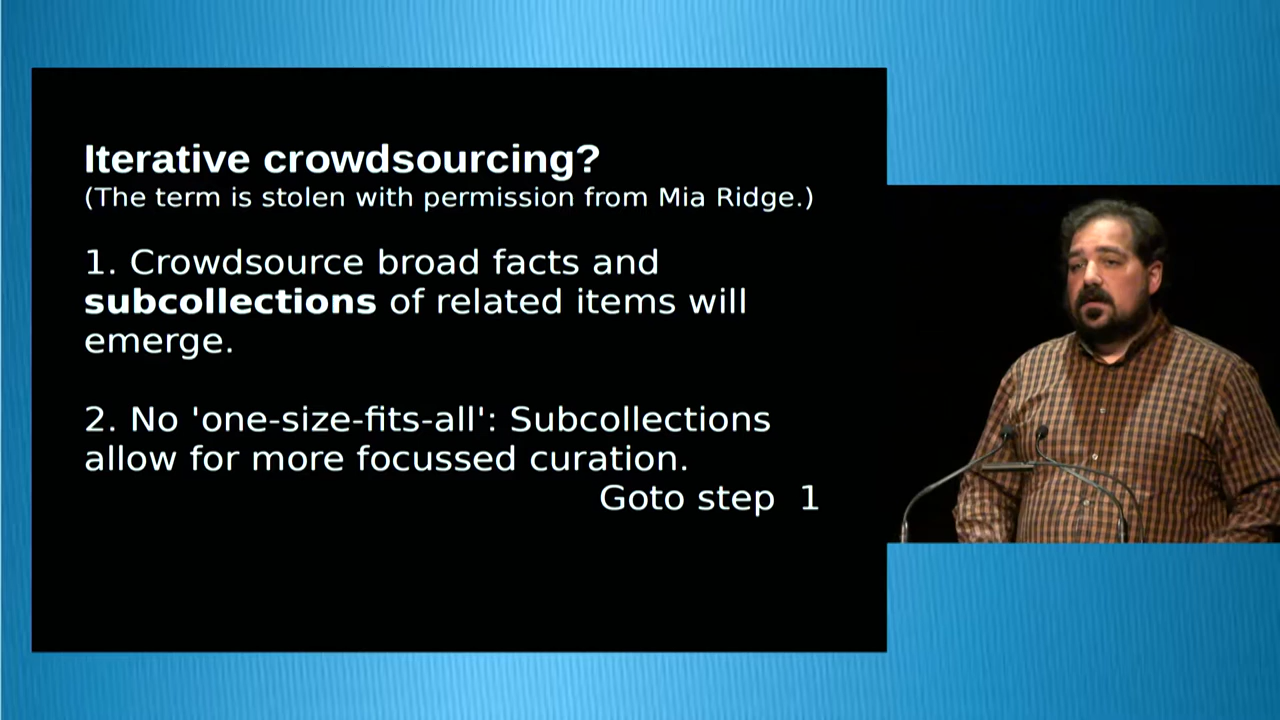 Iterative crowdsourcing?
(The term is stolen with permission from Mia Ridge.)
1. Crowdsource broad facts and
subcollections of related items will
emerge.
2. No 'one-size-fits-all': Subcollections
allow for more focussed curation.
Goto step 1